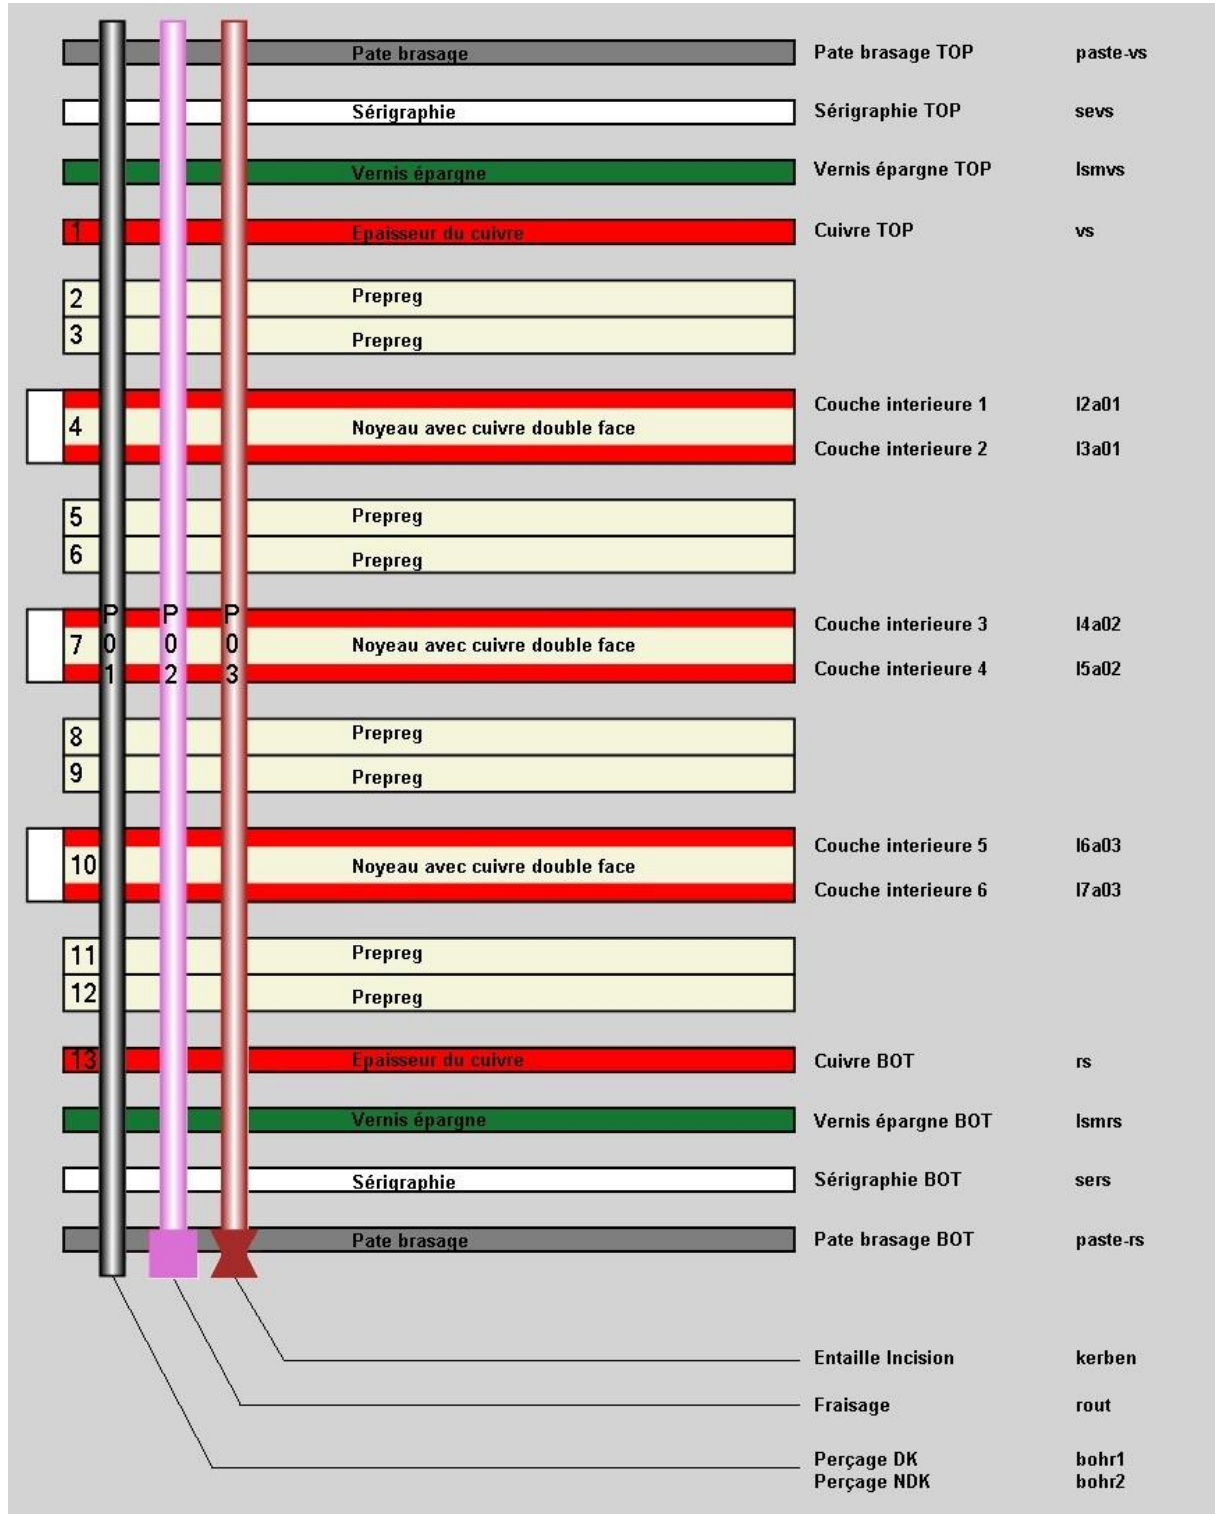 Pate brasage Pate brasage TOP paste-vs
Sérigraphie Sérigraphie TOP sevs
Vernis épargne Vernis épargne TOP lsmvs
1 Epaisseur du cuivre Cuivre TOP vs
2 Prepreg
3 Prepreg
Couche interieure 1 l2a01
4 Noyeau avec cuivre double face
Couche interieure 2 l3a01
5 Prepreg
6 Prepreg
P01 P02 P03
Couche interieure 3 l4a02
7 Noyeau avec cuivre double face
Couche interieure 4 l5a02
8 Prepreg
9 Prepreg
Couche interieure 5 l6a03
10 Noyeau avec cuivre double face
Couche interieure 6 l7a03
11 Prepreg
12 Prepreg
13 Epaisseur du cuivre Cuivre BOT rs
Vernis épargne Vernis épargne BOT lsmrs
Sérigraphie Sérigraphie BOT sers
Pate brasage Pate brasage BOT paste-rs
Entaille Incision kerben
Fraisage rout
Perçage DK bohr1
Perçage NDK bohr2